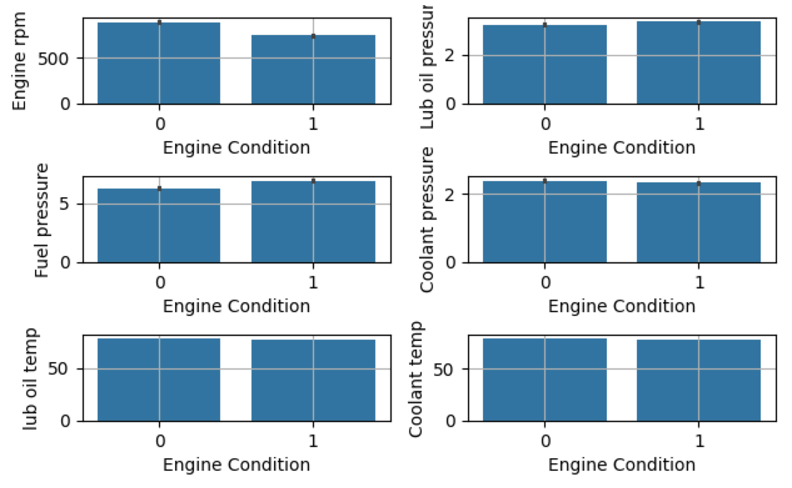 Engine rpm
500
0
0 1
Engine Condition
Lub oil pressur
2
0
0 1
Engine Condition
Fuel pressure
5
0
0 1
Engine Condition
Coolant pressure
2
0
0 1
Engine Condition
lub oil temp
50
0
0 1
Engine Condition
Coolant temp
50
0
0 1
Engine Condition